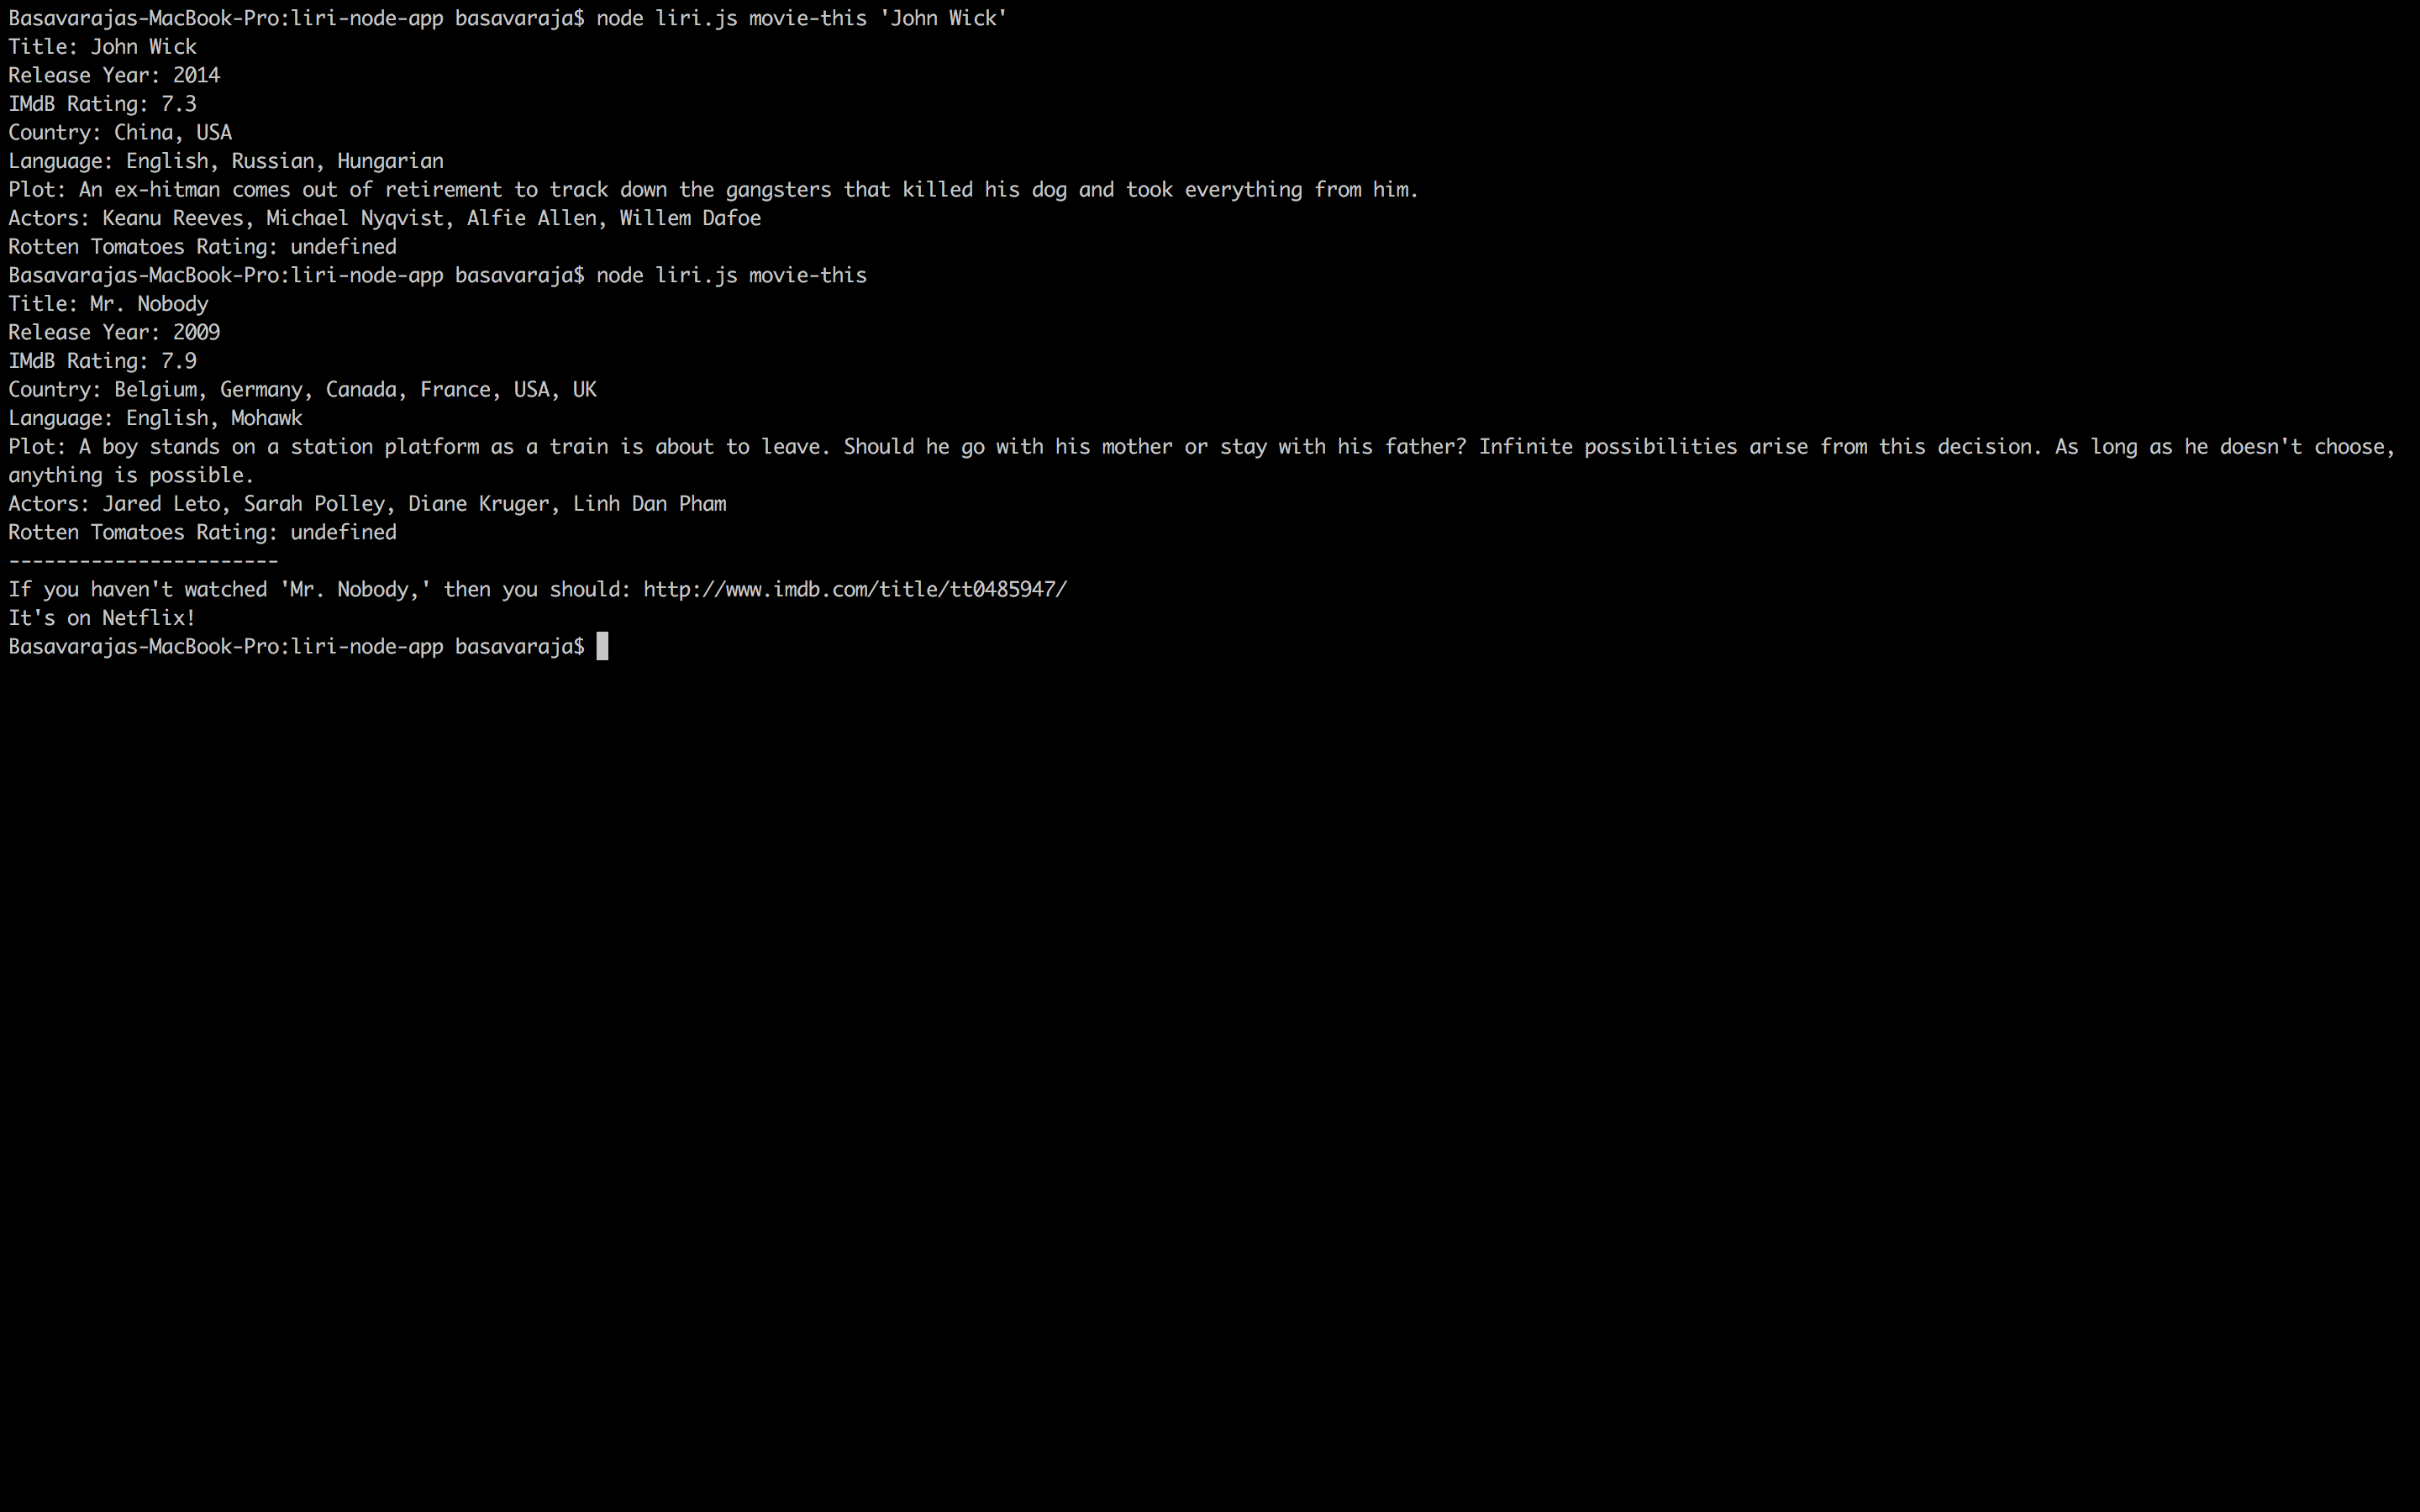 Basavarajas-MacBook-Pro:liri-node-app basavaraja$ node liri.js movie-this 'John Wick'
Title: John Wick
Release Year: 2014
IMdB Rating: 7.3
Country: China, USA
Language: English, Russian, Hungarian
Plot: An ex-hitman comes out of retirement to track down the gangsters that killed his dog and took everything from him.
Actors: Keanu Reeves, Michael Nyqvist, Alfie Allen, Willem Dafoe
Rotten Tomatoes Rating: undefined
Basavarajas-MacBook-Pro:liri-node-app basavaraja$ node liri.js movie-this
Title: Mr. Nobody
Release Year: 2009
IMdB Rating: 7.9
Country: Belgium, Germany, Canada, France, USA, UK
Language: English, Mohawk
Plot: A boy stands on a station platform as a train is about to leave. Should he go with his mother or stay with his father? Infinite possibilities arise from this decision. As long as he doesn't choose,
anything is possible.
Actors: Jared Leto, Sarah Polley, Diane Kruger, Linh Dan Pham
Rotten Tomatoes Rating: undefined
-----------------------
If you haven't watched 'Mr. Nobody,' then you should: http://www.imdb.com/title/tt0485947/
It's on Netflix!
Basavarajas-MacBook-Pro:liri-node-app basavaraja$